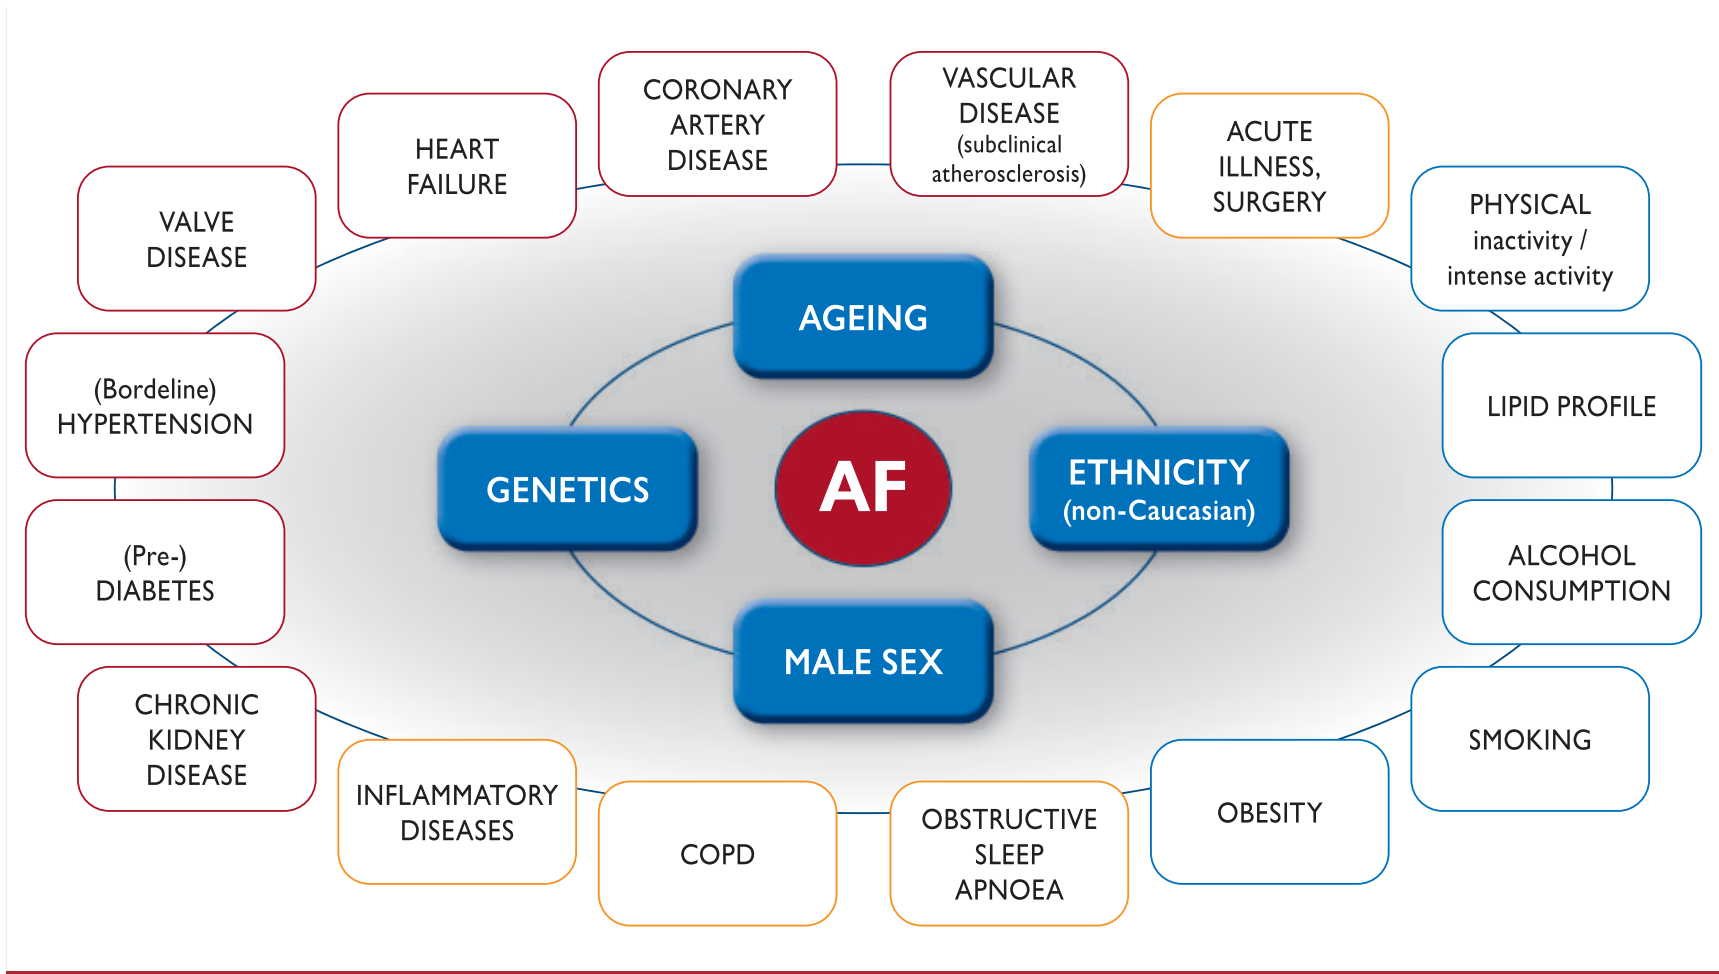 CORONARY
ARTERY
DISEASE
VASCULAR
DISEASE
(subclinical
atherosclerosis)
HEART
FAILURE
ACUTE
ILLNESS,
SURGERY
VALVE
DISEASE
PHYSICAL
inactivity /
intense activity
AGEING
(Bordeline)
HYPERTENSION
LIPID PROFILE
GENETICS
AF
ETHNICITY
(non-Caucasian)
(Pre-)
DIABETES
ALCOHOL
CONSUMPTION
MALE SEX
CHRONIC
KIDNEY
DISEASE
SMOKING
INFLAMMATORY
DISEASES
COPD
OBSTRUCTIVE
SLEEP
APNOEA
OBESITY